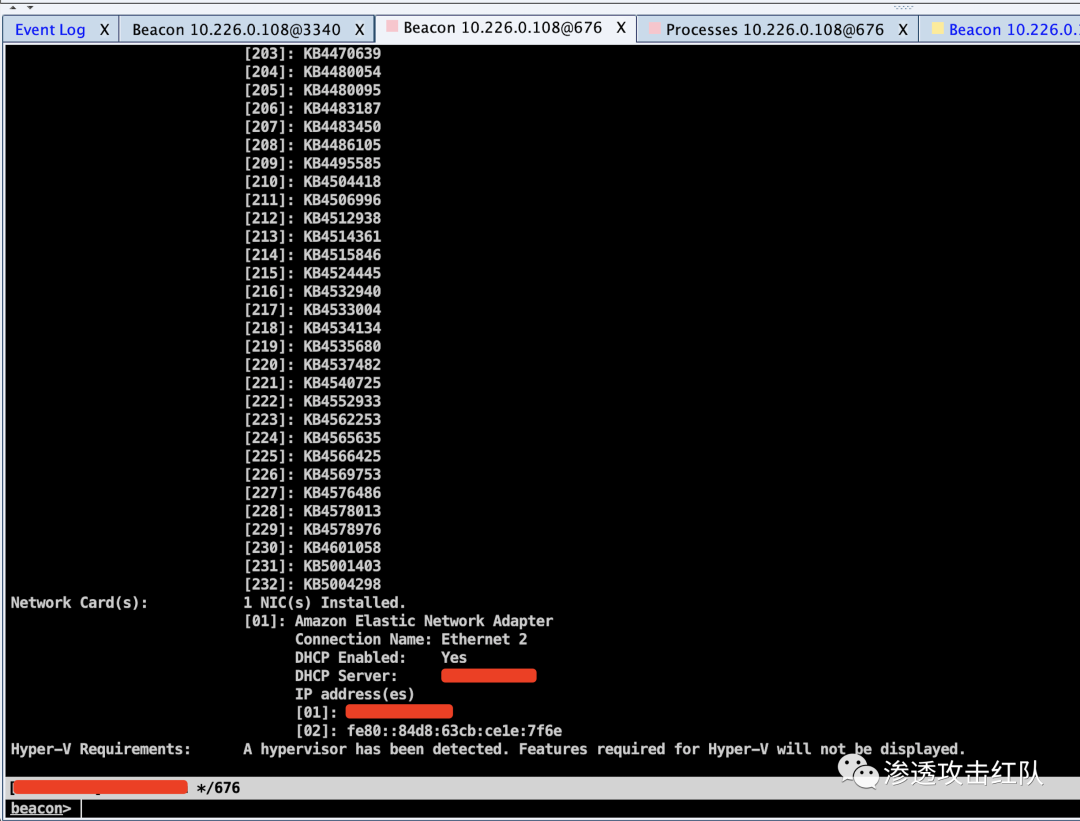 Event Log X Beacon 10.226.0.108@3340 X Beacon 10.226.0.108@676 X Processes 10.226.0.108@676 X Beacon 10.226.0.
[203]: KB4470639
[204]: KB4480054
[205]: KB4480095
[206]: KB4483187
[207]: KB4483450
[208]: KB4486105
[209]: KB4495585
[210]: KB4504418
[211]: KB4506996
[212]: KB4512938
[213]: KB4514361
[214]: KB4515846
[215]: KB4524445
[216]: KB4532940
[217]: KB4533004
[218]: KB4534134
[219]: KB4535680
[220]: KB4537482
[221]: KB4540725
[222]: KB4552933
[223]: KB4562253
[224]: KB4565635
[225]: KB4566425
[226]: KB4569753
[227]: KB4576486
[228]: KB4578013
[229]: KB4578976
[230]: KB4601058
[231]: KB5001403
[232]: KB5004298
Network Card(s): 1 NIC(s) Installed.
[01]: Amazon Elastic Network Adapter
Connection Name: Ethernet 2
DHCP Enabled: Yes
DHCP Server:
IP address(es)
[01]:
[02]: fe80::84d8:63cb:ce1e:7f6e
Hyper-V Requirements: A hypervisor has been detected. Features required for Hyper-V will not be displayed.
渗透攻击红队
[ */676
beacon>